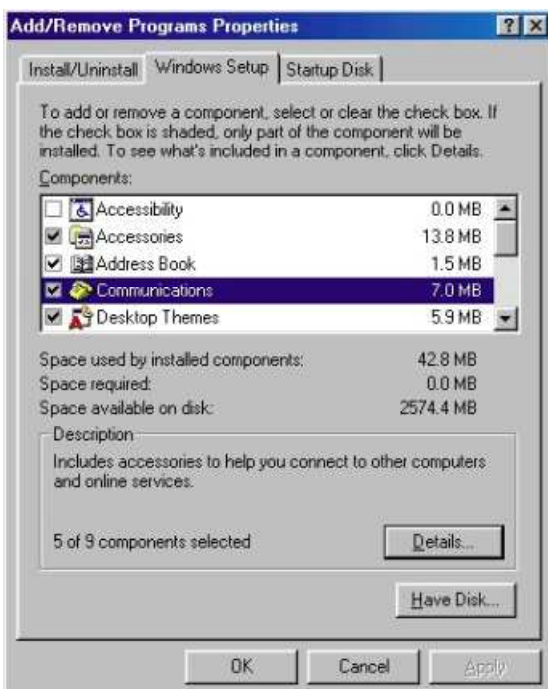 Add/Remove Programs Properties
Install/Uninstall Windows Setup Startup Disk
To add or remove a component, select or clear the check box. If
the check box is shaded, only part of the component will be
installed. To see what's included in a component, click Details.
Components:
Accessibility 0.0 MB
Accessories 13.8 MB
Address Book 1.5 MB
Communications 7.0 MB
Desktop Themes 5.9 MB
Space used by installed components: 42.8 MB
Space required: 0.0 MB
Space available on disk: 2574.4 MB
Description
Includes accessories to help you connect to other computers
and online services.
5 of 9 components selected Details...
Have Disk...
OK Cancel Apply